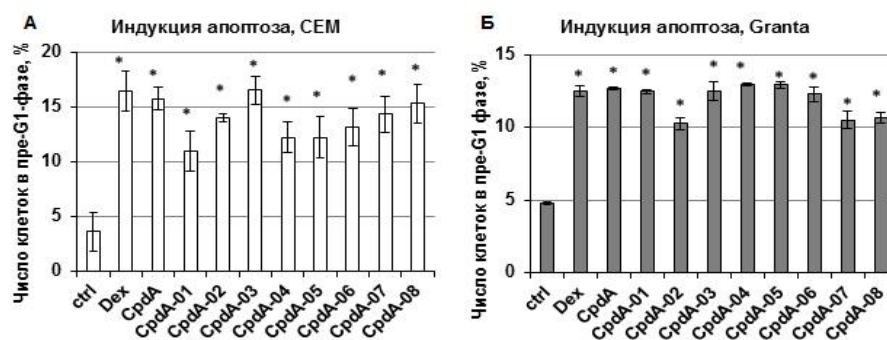 А
Индукция апоптоза, CEM
Число клеток в пре-G1-фазе, %
20
15
10
5
0
* * * * * * * * * *
ctrl
Dex
CpdA
CpdA-01
CpdA-02
CpdA-03
CpdA-04
CpdA-05
CpdA-06
CpdA-07
CpdA-08
Б
Индукция апоптоза, Granta
Число клеток в пре-G1 фазе, %
15
10
5
0
* * * * * * * * * *
ctrl
Dex
CpdA
CpdA-01
CpdA-02
CpdA-03
CpdA-04
CpdA-05
CpdA-06
CpdA-07
CpdA-08